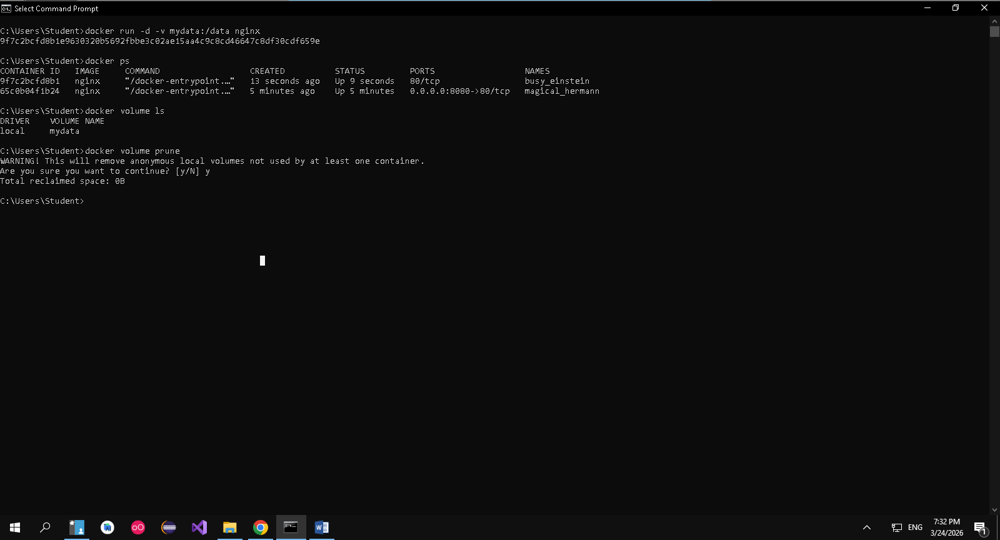 Select Command Prompt
C:\Users\Student>docker run -d -v mydata:/data nginx
9f7c2bcfd8b1e9630320b5692fbbe3c02ae15aa4c9c8cd46647c8df30cdf659e
C:\Users\Student>docker ps
CONTAINER ID   IMAGE     COMMAND                  CREATED          STATUS         PORTS                  NAMES
9f7c2bcfd8b1   nginx     "/docker-entrypoint.…"   13 seconds ago   Up 9 seconds   80/tcp                 busy_einstein
65c0b04f1b24   nginx     "/docker-entrypoint.…"   5 minutes ago    Up 5 minutes   0.0.0.0:8080->80/tcp   magical_hermann
C:\Users\Student>docker volume ls
DRIVER    VOLUME NAME
local     mydata
C:\Users\Student>docker volume prune
WARNING! This will remove anonymous local volumes not used by at least one container.
Are you sure you want to continue? [y/N] y
Total reclaimed space: 0B
C:\Users\Student>
ENG
7:32 PM
3/24/2026
1